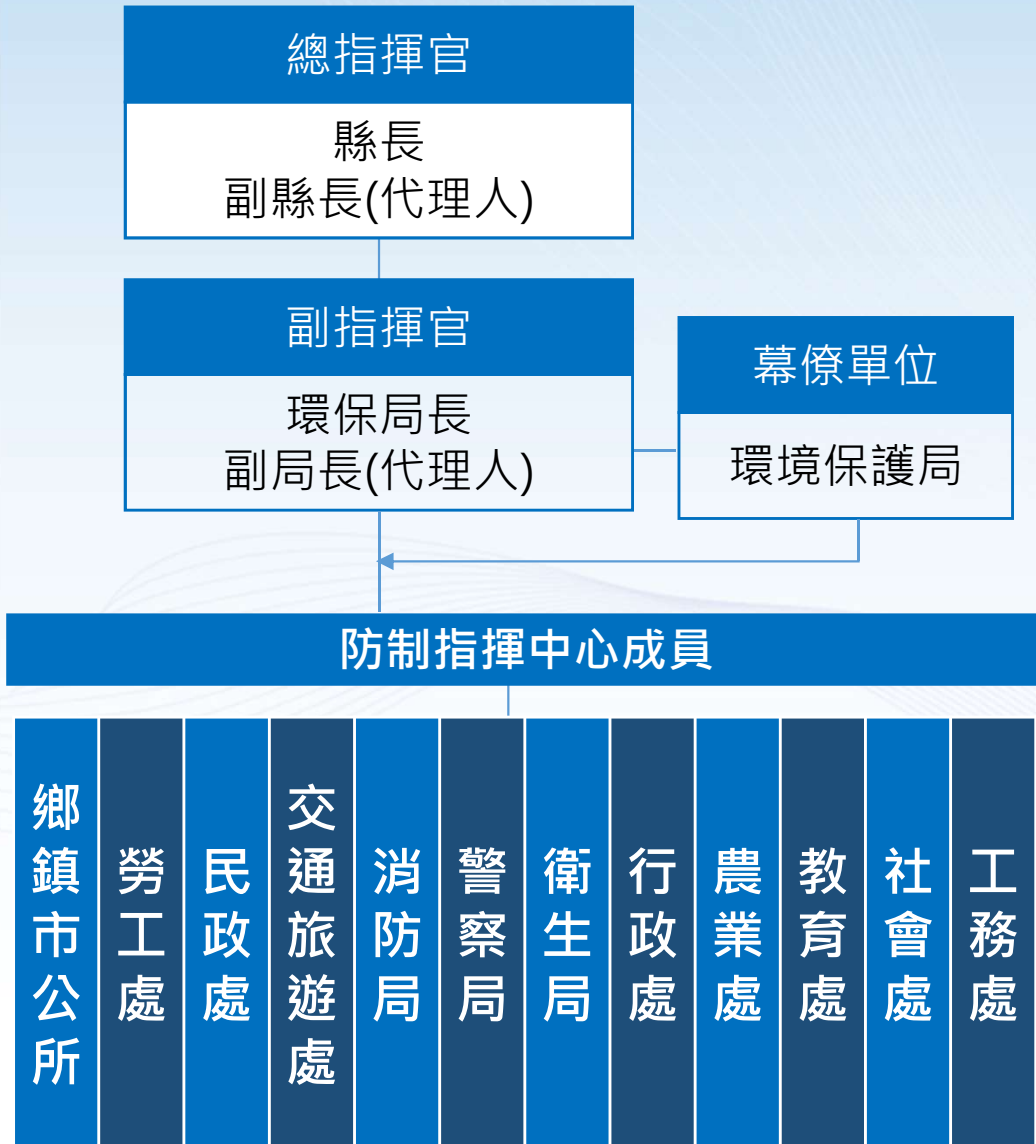 總指揮官
縣長
副縣長(代理人)
副指揮官
環保局長
副局長(代理人)
幕僚單位
環境保護局
防制指揮中心成員
鄉鎮市公所
勞工處
民政處
交通旅遊處
消防局
警察局
衛生局
行政處
農業處
教育處
社會處
工務處